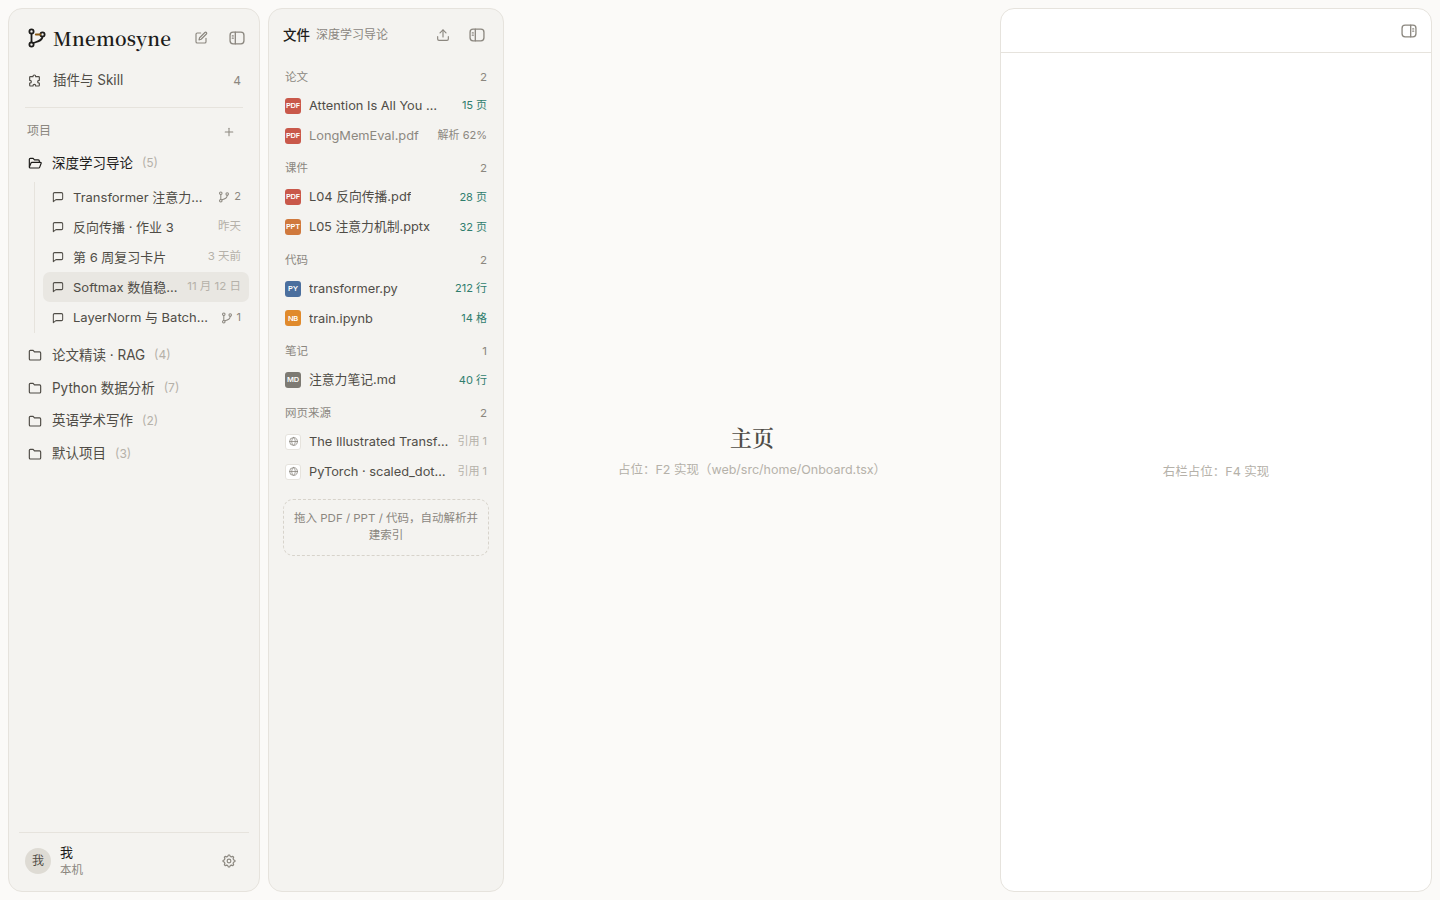 Mnemosyne
插件与 Skill 4
项目
深度学习导论 (5)
Transformer 注意力... 2
反向传播 · 作业 3 昨天
第 6 周复习卡片 3 天前
Softmax 数值稳... 11 月 12 日
LayerNorm 与 Batch... 1
论文精读 · RAG (4)
Python 数据分析 (7)
英语学术写作 (2)
默认项目 (3)
我 我
本机
文件 深度学习导论
论文 2
PDF Attention Is All You ... 15 页
PDF LongMemEval.pdf 解析 62%
课件 2
PDF L04 反向传播.pdf 28 页
PPT L05 注意力机制.pptx 32 页
代码 2
PY transformer.py 212 行
NB train.ipynb 14 格
笔记 1
MD 注意力笔记.md 40 行
网页来源 2
The Illustrated Transf... 引用 1
PyTorch · scaled_dot... 引用 1
拖入 PDF / PPT / 代码，自动解析并
建索引
主页
占位：F2 实现（web/src/home/Onboard.tsx）
右栏占位：F4 实现